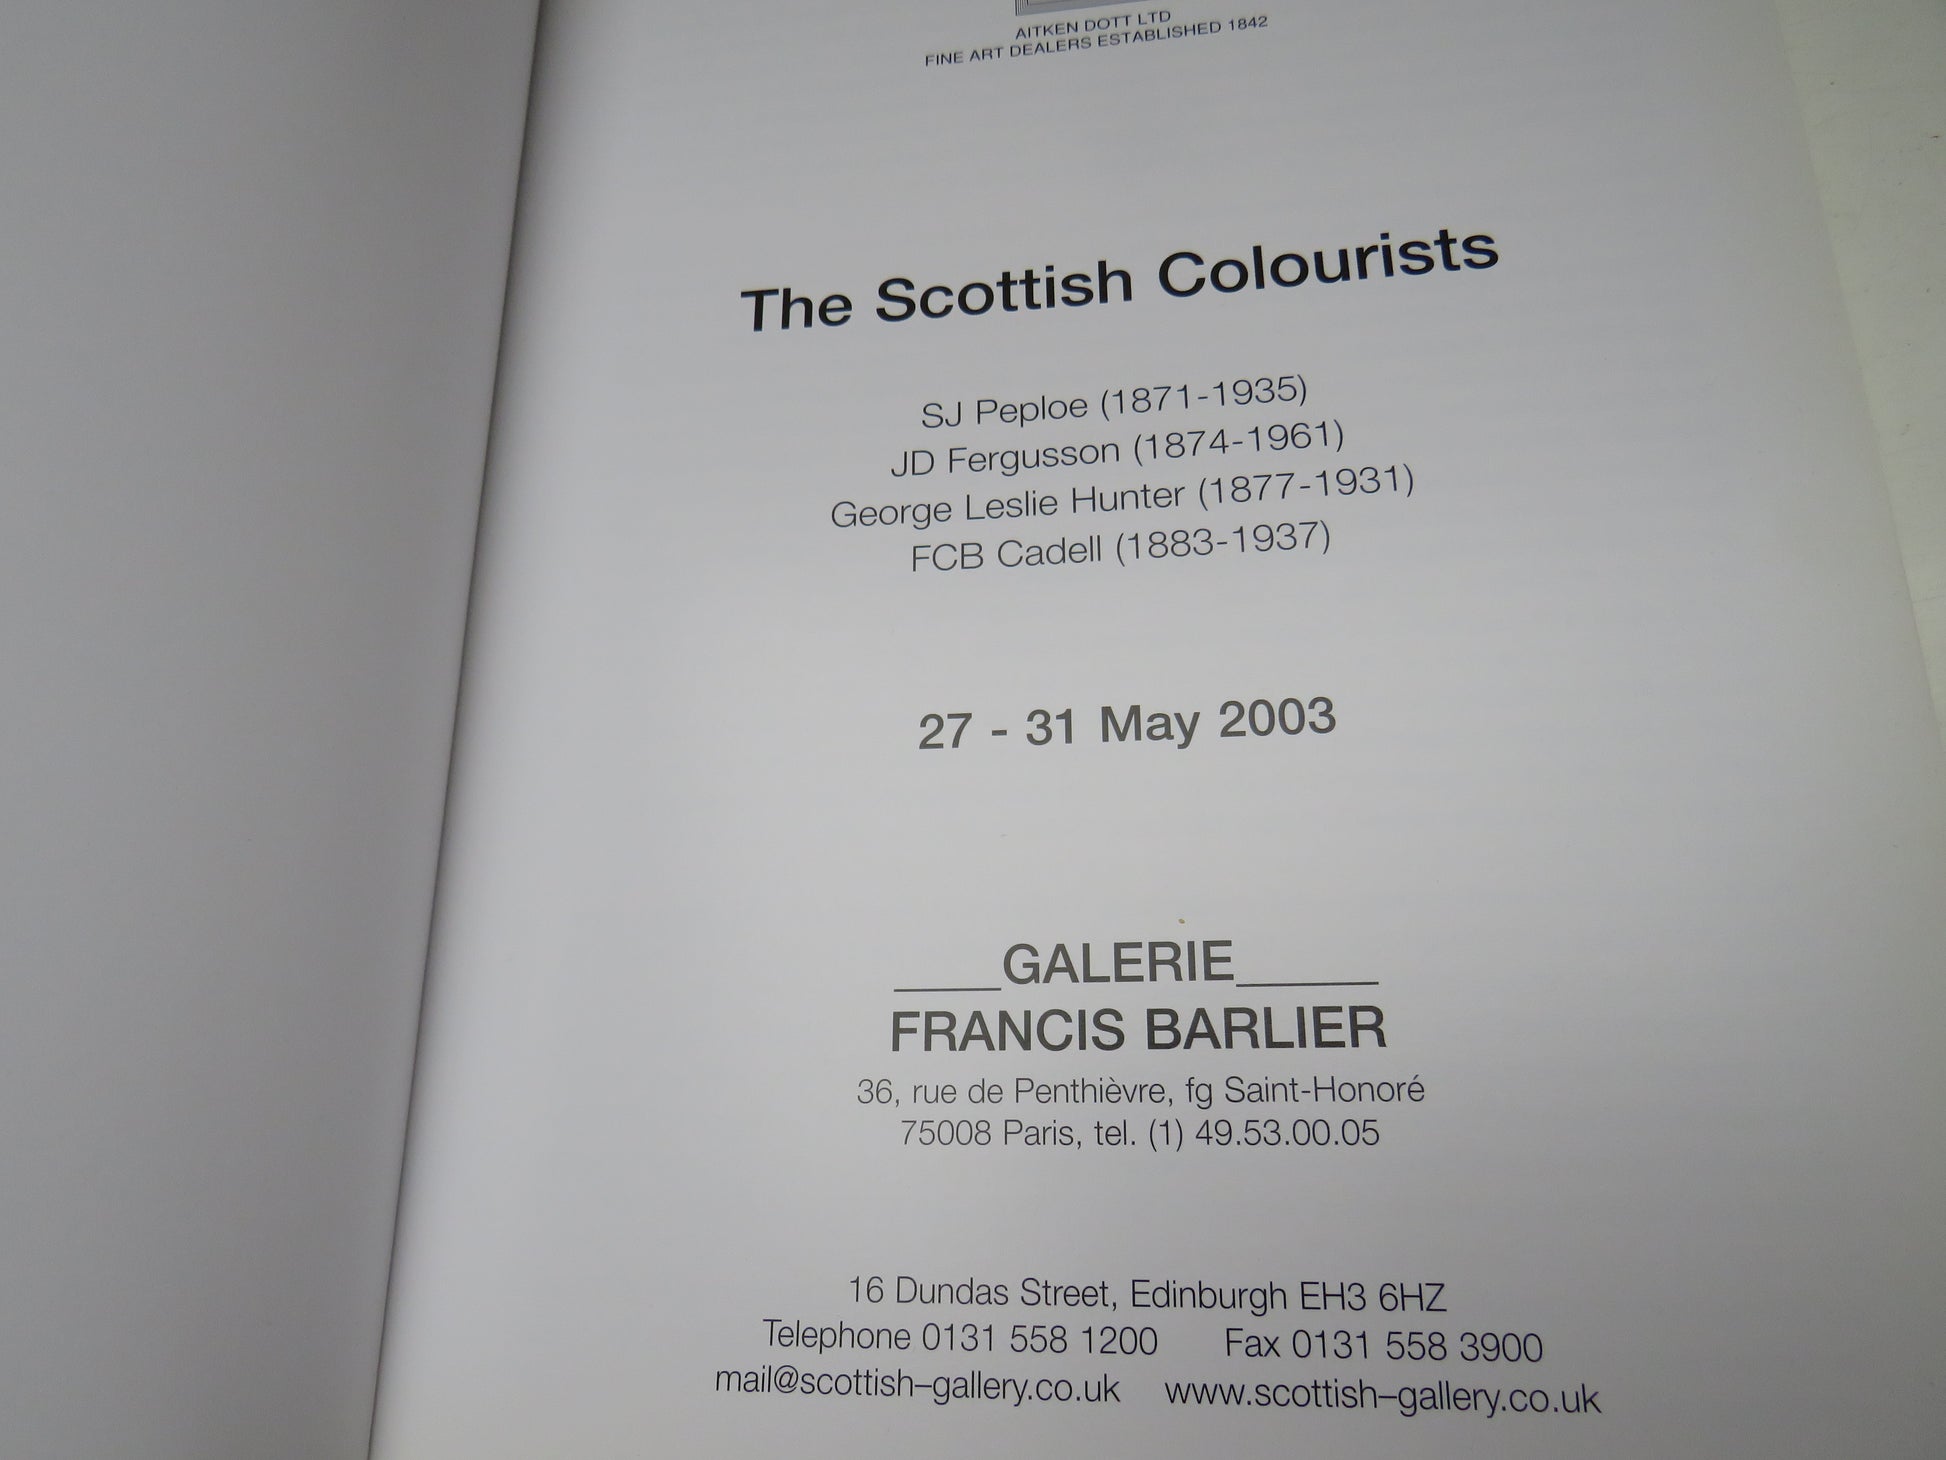 AITKEN DOTT LTD
FINE ART DEALERS ESTABLISHED 1842
The Scottish Colourists
SJ Peploe (1871-1935)
JD Fergusson (1874-1961)
George Leslie Hunter (1877-1931)
FCB Cadell (1883-1937)
27 - 31 May 2003
GALERIE
FRANCIS BARLIER
36, rue de Penthièvre, fg Saint-Honoré
75008 Paris, tel. (1) 49.53.00.05
16 Dundas Street, Edinburgh EH3 6HZ
Telephone 0131 558 1200 Fax 0131 558 3900
mail@scottish–gallery.co.uk www.scottish–gallery.co.uk